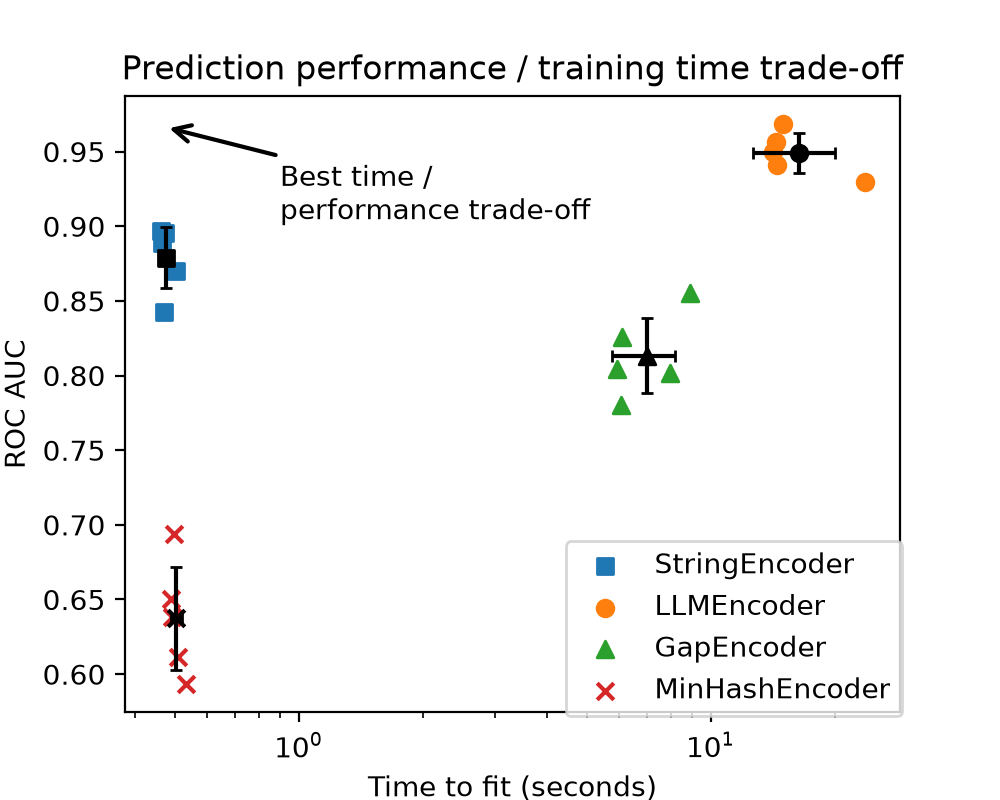 Prediction performance / training time trade-off
Best time /
performance trade-off
ROC AUC
0.95
0.90
0.85
0.80
0.75
0.70
0.65
0.60
StringEncoder
LLMEncoder
GapEncoder
MinHashEncoder
10⁰
10¹
Time to fit (seconds)